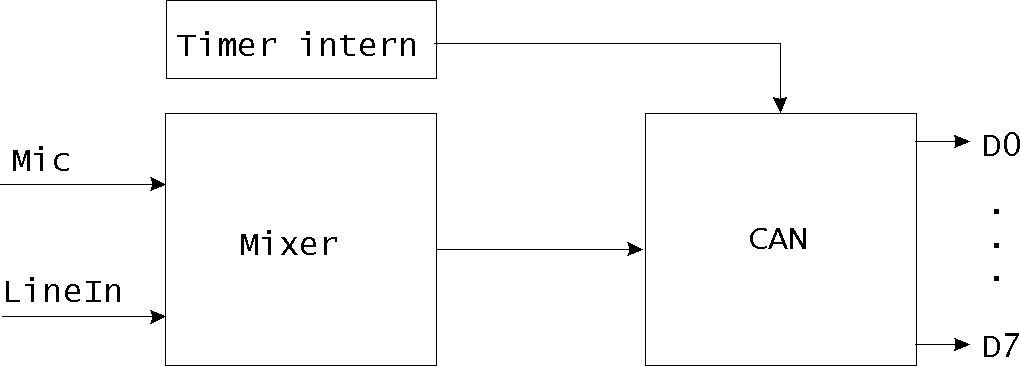 Timer intern
Mic
Mixer
LineIn
CAN
D0
.
.
.
D7